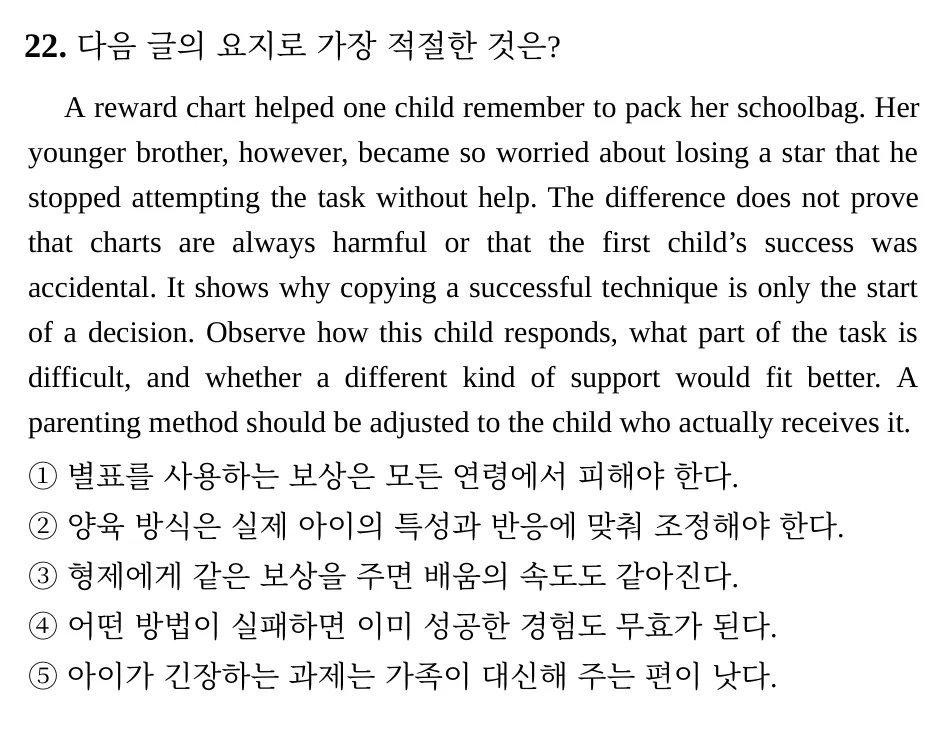 22. 다음 글의 요지로 가장 적절한 것은?
A reward chart helped one child remember to pack her schoolbag. Her
younger brother, however, became so worried about losing a star that he
stopped attempting the task without help. The difference does not prove
that charts are always harmful or that the first child’s success was
accidental. It shows why copying a successful technique is only the start
of a decision. Observe how this child responds, what part of the task is
difficult, and whether a different kind of support would fit better. A
parenting method should be adjusted to the child who actually receives it.
① 별표를 사용하는 보상은 모든 연령에서 피해야 한다.
② 양육 방식은 실제 아이의 특성과 반응에 맞춰 조정해야 한다.
③ 형제에게 같은 보상을 주면 배움의 속도도 같아진다.
④ 어떤 방법이 실패하면 이미 성공한 경험도 무효가 된다.
⑤ 아이가 긴장하는 과제는 가족이 대신해 주는 편이 낫다.